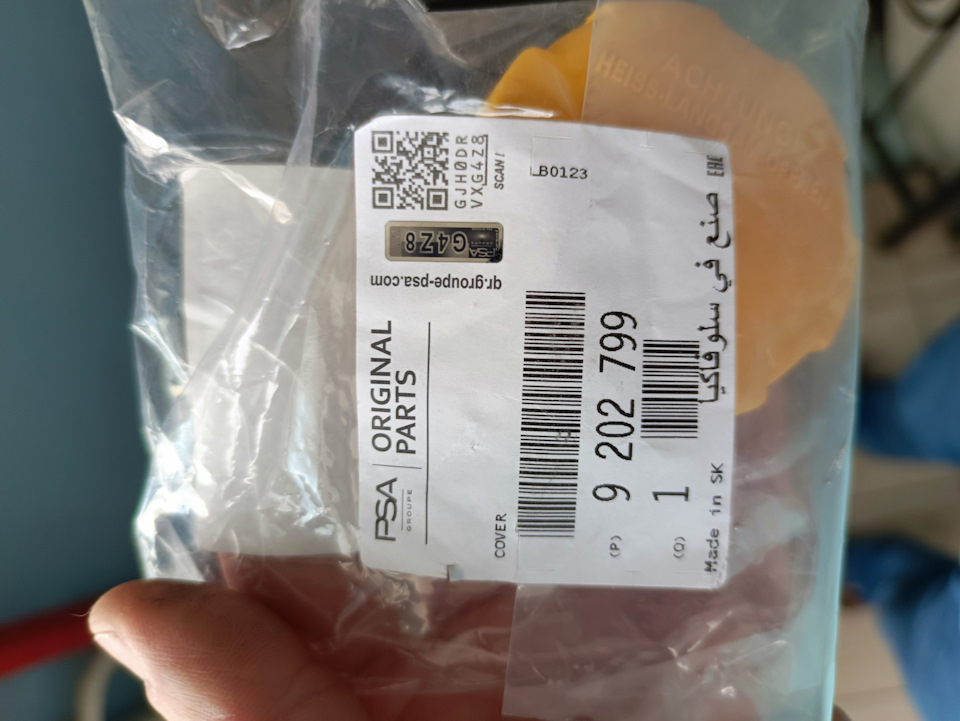 PSA
GROUPE
ORIGINAL
PARTS
qr.groupe-psa.com
PSA
G4Z8
GJH0DR
VXG4Z8
SCAN!
COVER
LB0123
(P) 9 202 799
(Q) 1
Made in SK صنع في سلوفاكيا EAC
ACHTUNG